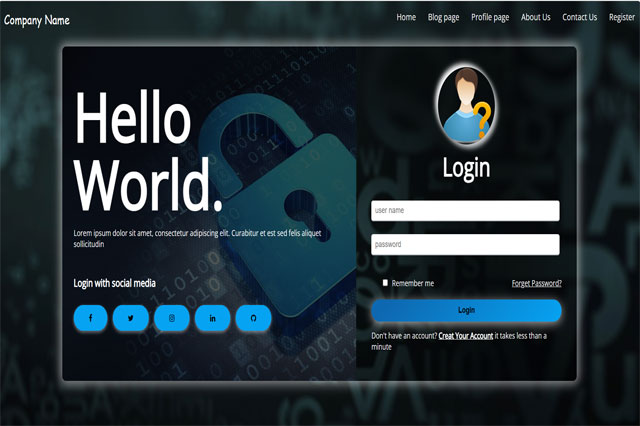 Company Name
Home Blog page Profile page About Us Contact Us Register
Hello
World.
Lorem ipsum dolor sit amet, consectetur adipiscing elit. Curabitur et est sed felis aliquet
sollicitudin
Login with social media
Login
user name
password
Remember me Forget Password?
Login
Don't have an account? Creat Your Account it takes less than a
minute